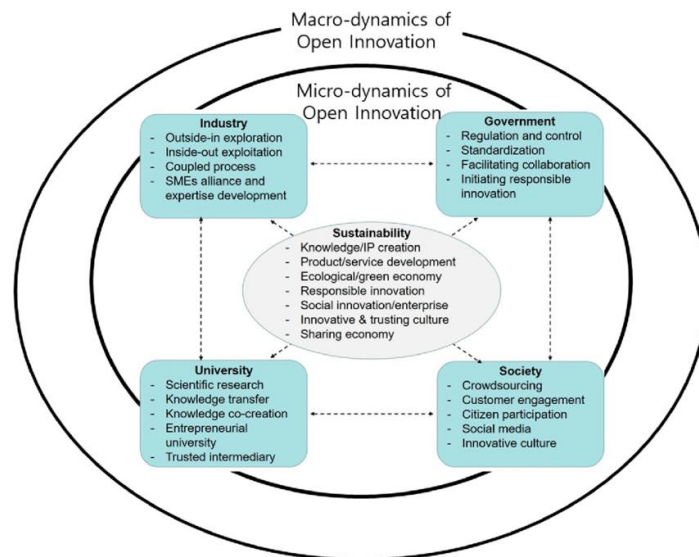 Macro-dynamics of
Open Innovation
Micro-dynamics of
Open Innovation
Industry
- Outside-in exploration
- Inside-out exploitation
- Coupled process
- SMEs alliance and
expertise development
Government
- Regulation and control
- Standardization
- Facilitating collaboration
- Initiating responsible
innovation
Sustainability
- Knowledge/IP creation
- Product/service development
- Ecological/green economy
- Responsible innovation
- Social innovation/enterprise
- Innovative & trusting culture
- Sharing economy
University
- Scientific research
- Knowledge transfer
- Knowledge co-creation
- Entrepreneurial
university
- Trusted intermediary
Society
- Crowdsourcing
- Customer engagement
- Citizen participation
- Social media
- Innovative culture